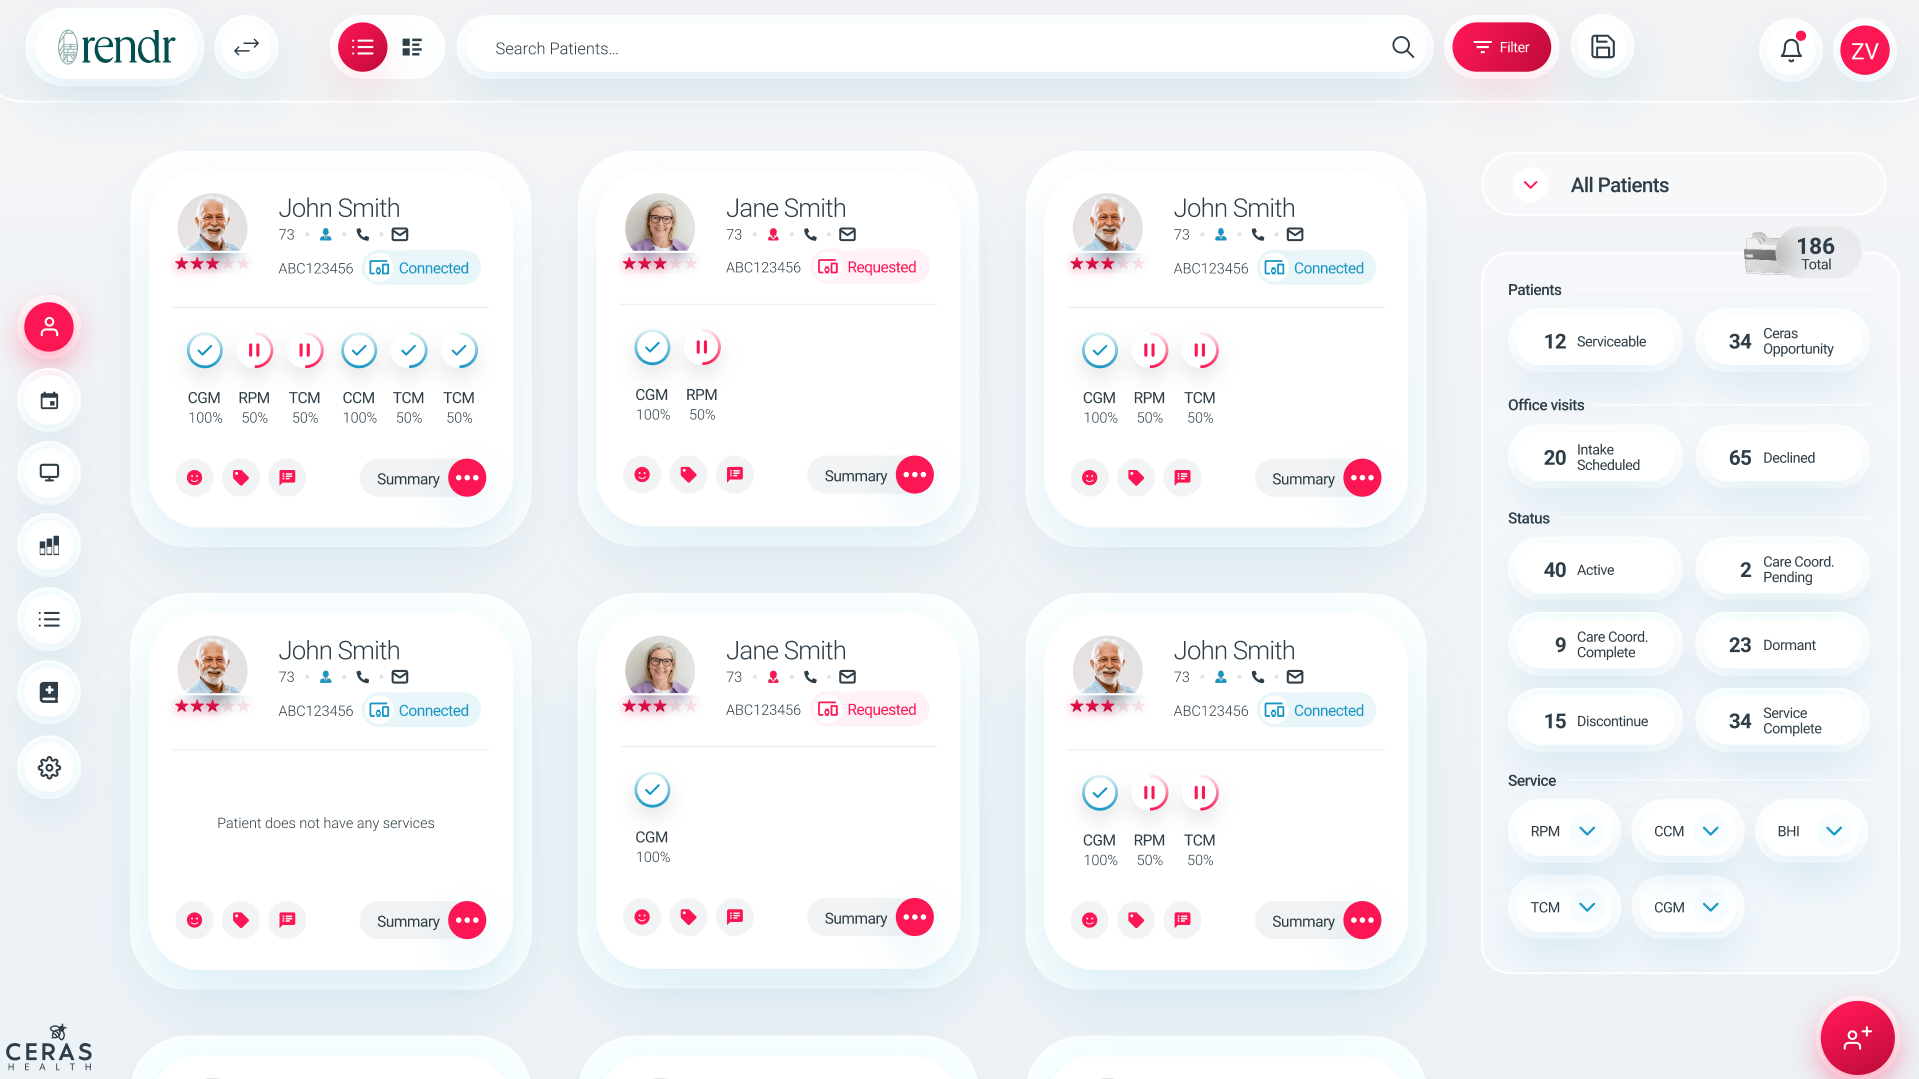 rendr
Search Patients...
Filter
ZV
John Smith
73
ABC123456 Connected
CGM RPM TCM CCM TCM TCM
100% 50% 50% 100% 50% 50%
Summary
Jane Smith
73
ABC123456 Requested
CGM RPM
100% 50%
Summary
John Smith
73
ABC123456 Connected
CGM RPM TCM
100% 50% 50%
Summary
John Smith
73
ABC123456 Connected
Patient does not have any services
Summary
Jane Smith
73
ABC123456 Requested
CGM
100%
Summary
John Smith
73
ABC123456 Connected
CGM RPM TCM
100% 50% 50%
Summary
All Patients
186
Total
Patients
12 Serviceable
34 Ceras
Opportunity
Office visits
20 Intake
Scheduled
65 Declined
Status
40 Active
2 Care Coord.
Pending
9 Care Coord.
Complete
23 Dormant
15 Discontinue
34 Service
Complete
Service
RPM
CCM
BHI
TCM
CGM
CERAS
HEALTH